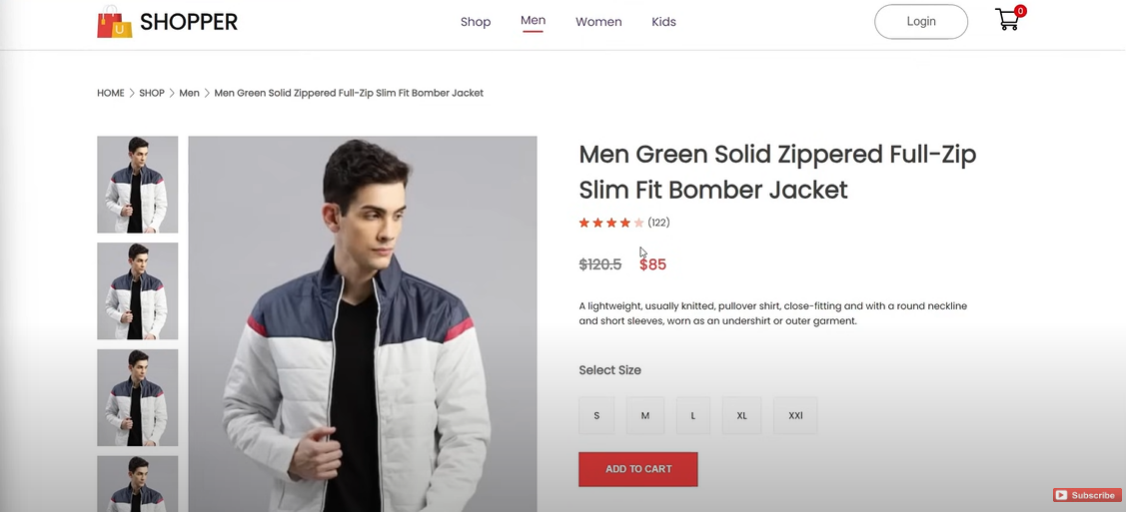 SHOPPER
Shop Men Women Kids
Login
0
HOME > SHOP > Men > Men Green Solid Zippered Full-Zip Slim Fit Bomber Jacket
Men Green Solid Zippered Full-Zip
Slim Fit Bomber Jacket
(122)
$120.5 $85
A lightweight, usually knitted, pullover shirt, close-fitting and with a round neckline
and short sleeves, worn as an undershirt or outer garment.
Select Size
S M L XL XXl
ADD TO CART
Subscribe